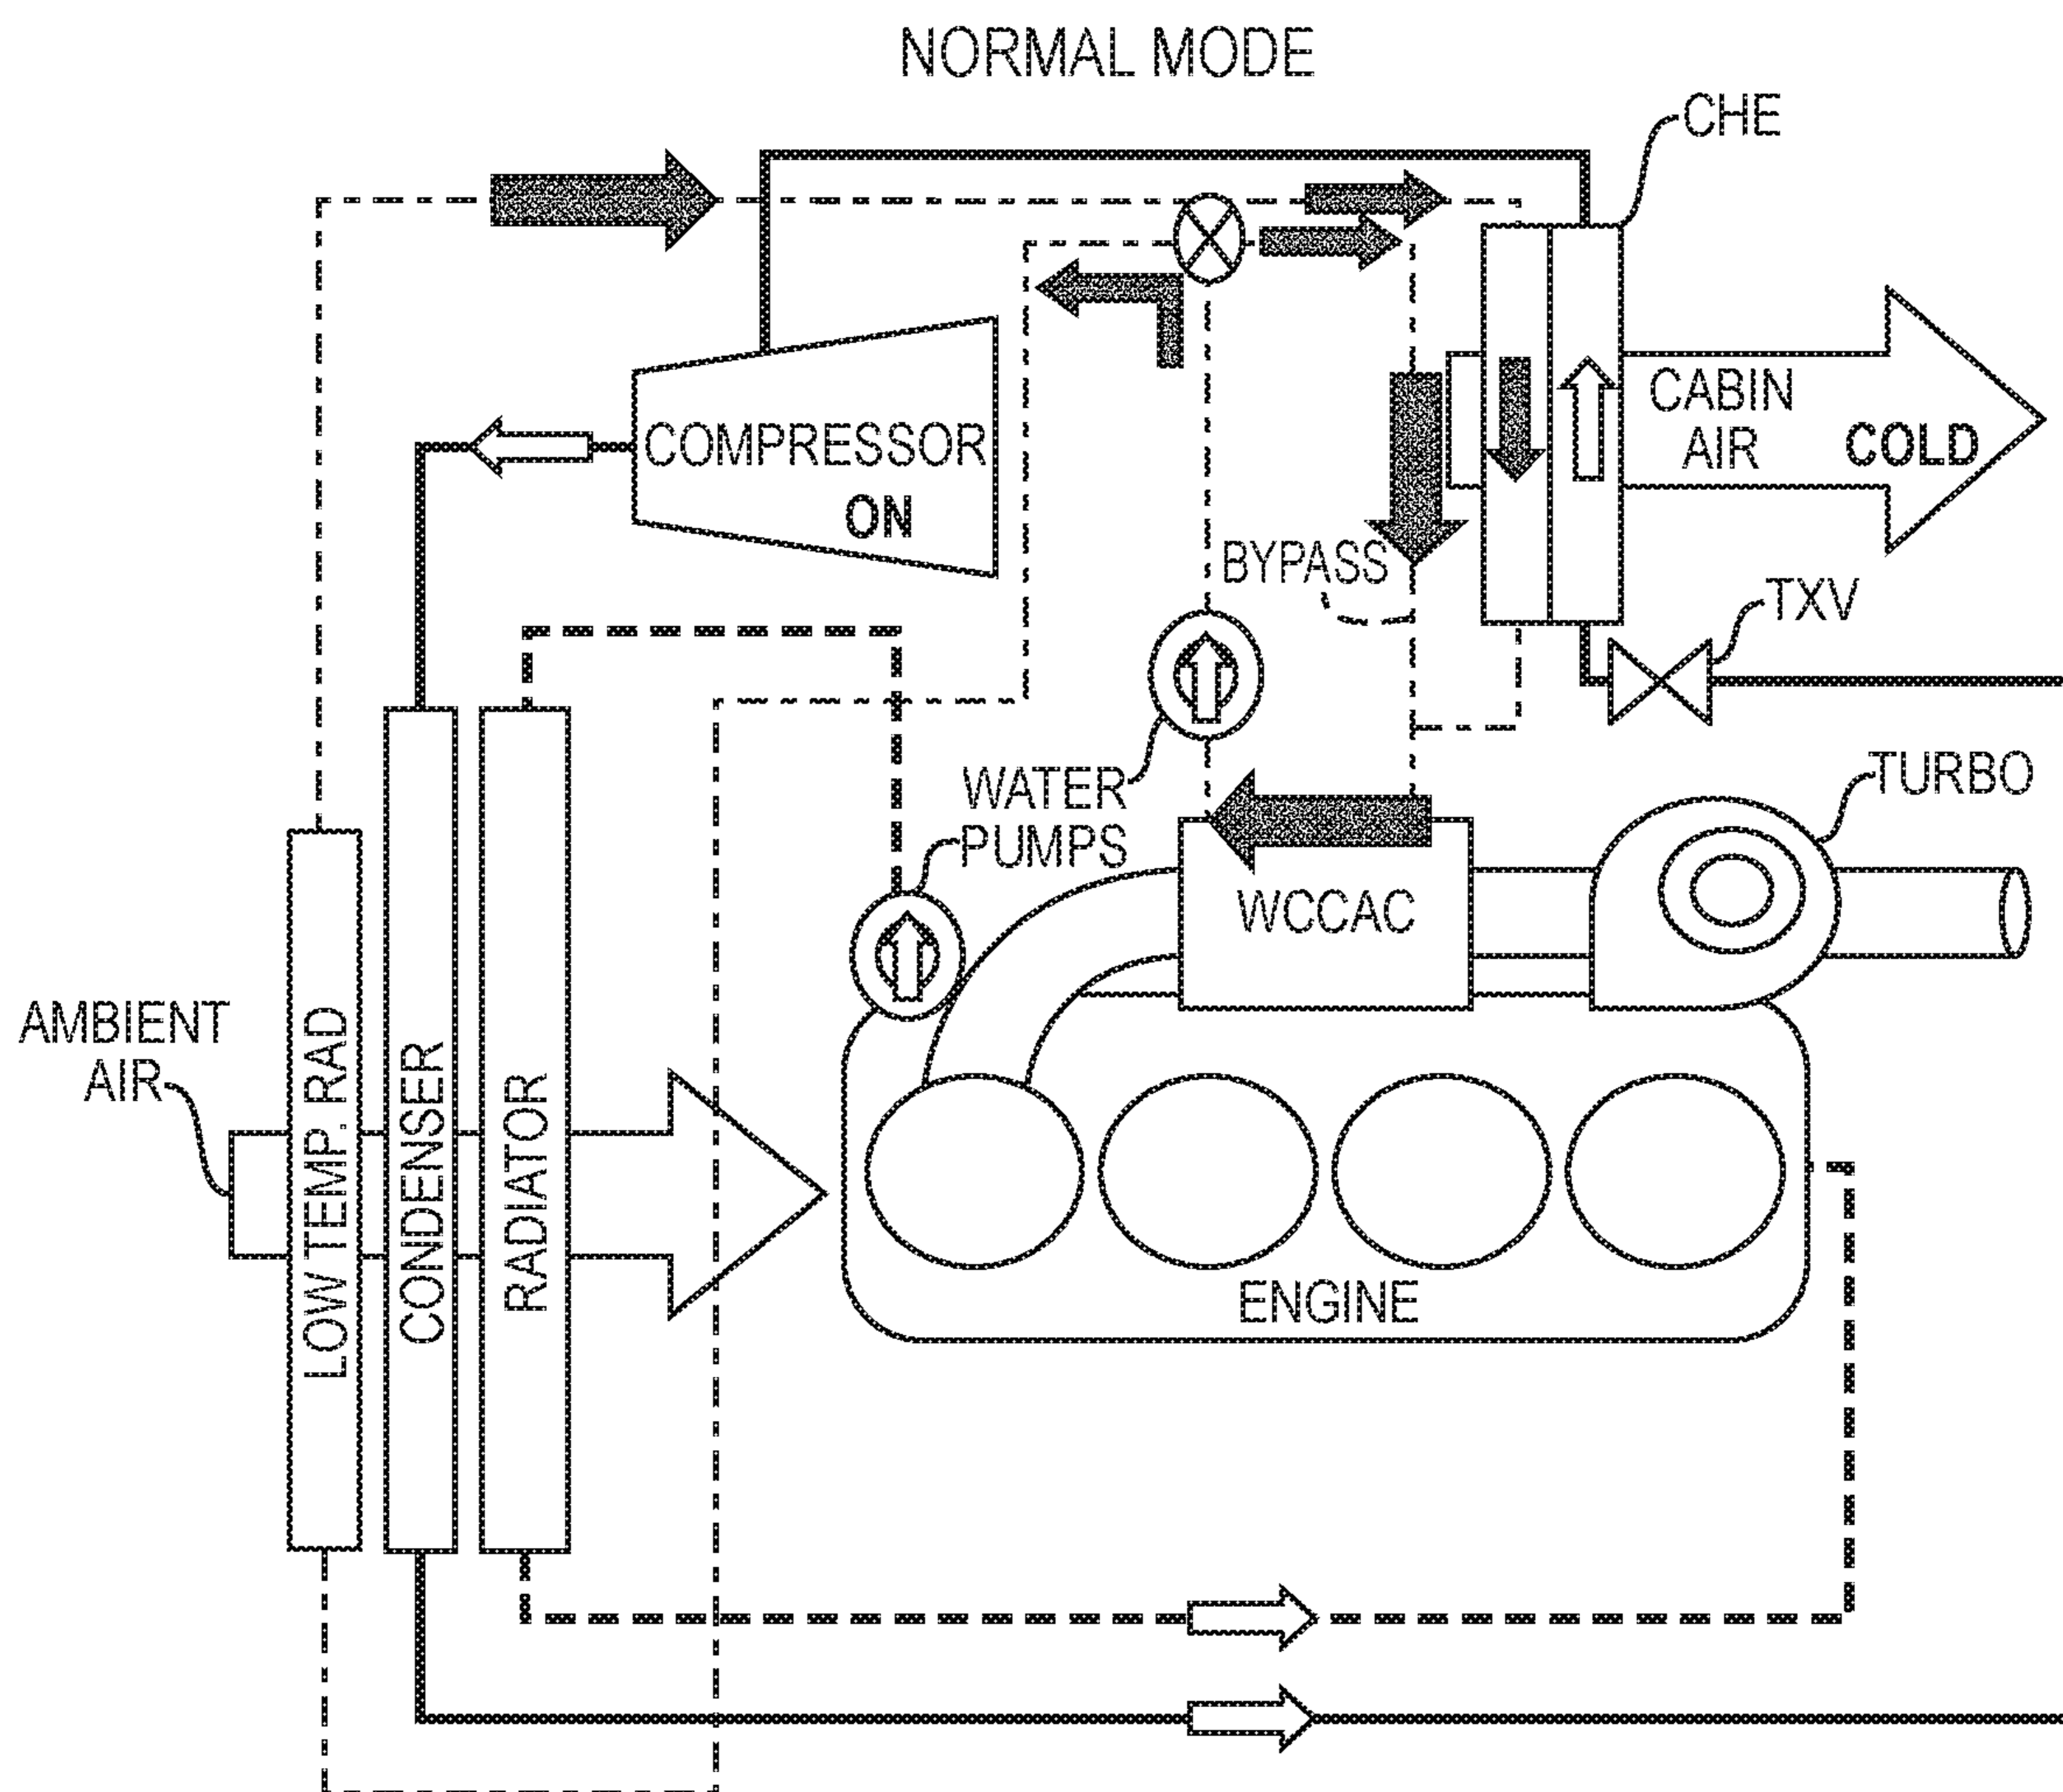 NORMAL MODE
CHE
COMPRESSOR
ON
CABIN
AIR
COLD
BYPASS
TXV
WATER
PUMPS
TURBO
WCCAC
AMBIENT
AIR
LOW TEMP. RAD
CONDENSER
RADIATOR
ENGINE